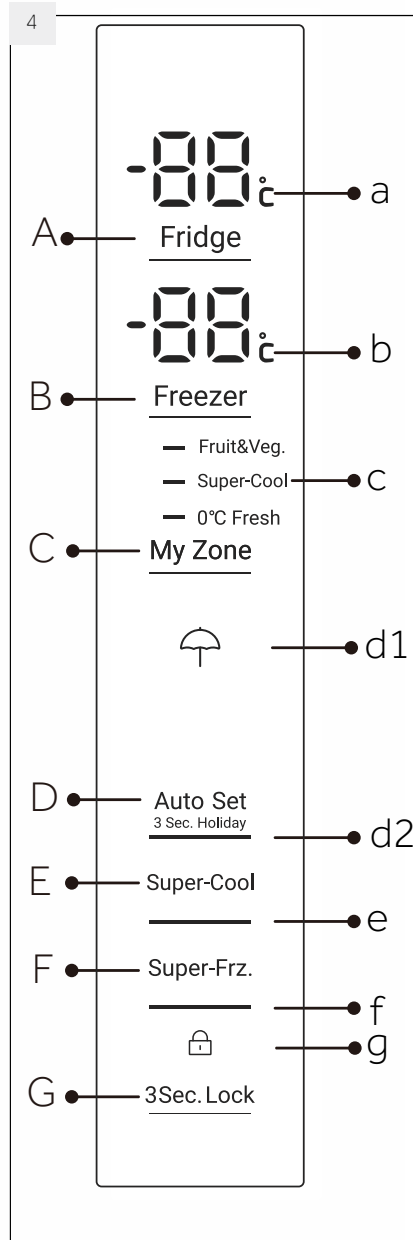 4
-88°c a
A Fridge
-88°c b
B Freezer
Fruit&Veg.
Super-Cool c
0°C Fresh
C My Zone
d1
D Auto Set
3 Sec. Holiday
d2
E Super-Cool
e
F Super-Frz.
f
g
G 3Sec. Lock